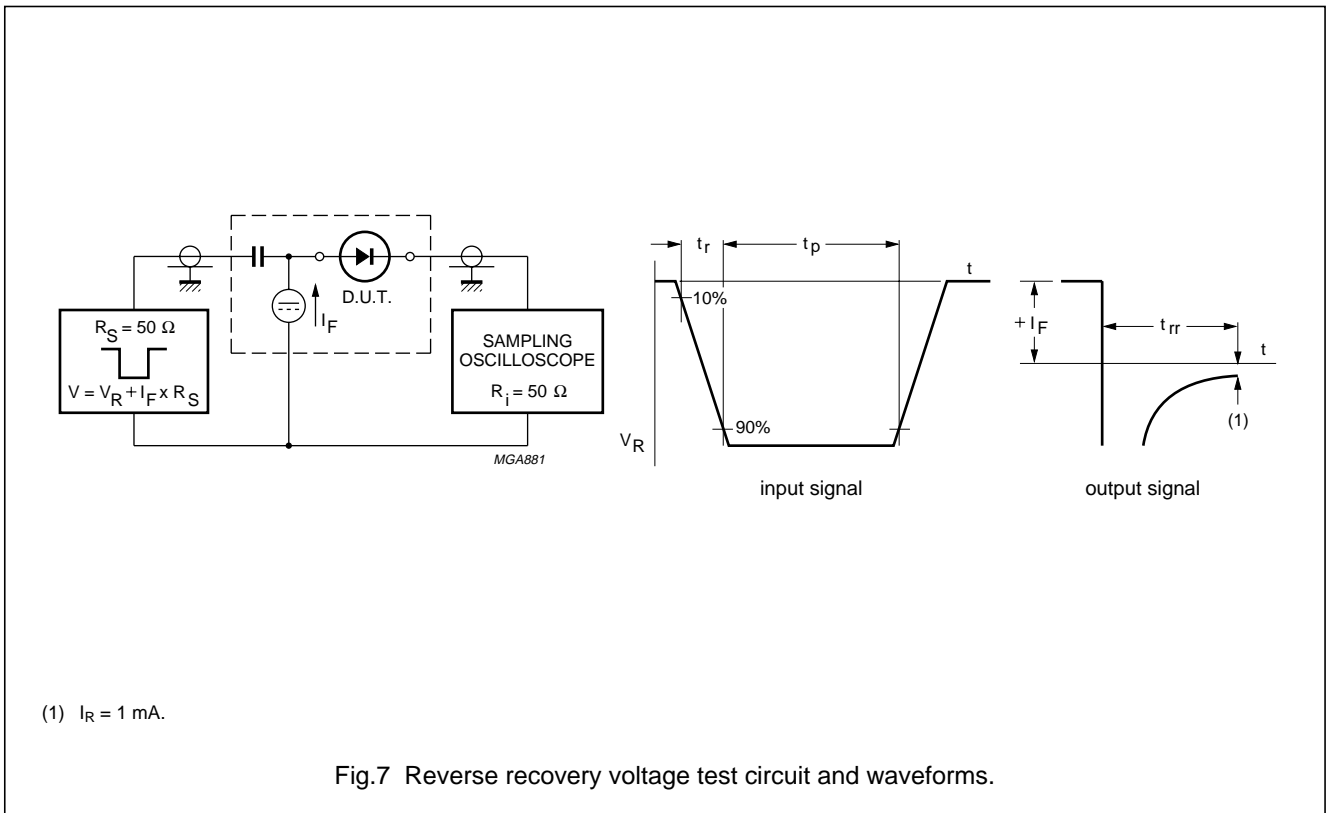 R_S = 50 Ω
V = V_R + I_F x R_S
I_F
D.U.T.
SAMPLING
OSCILLOSCOPE
R_i = 50 Ω
MGA881
t_r
t_p
t
10%
90%
V_R
input signal
+ I_F
t_rr
t
(1)
output signal
(1) I_R = 1 mA.
Fig.7 Reverse recovery voltage test circuit and waveforms.